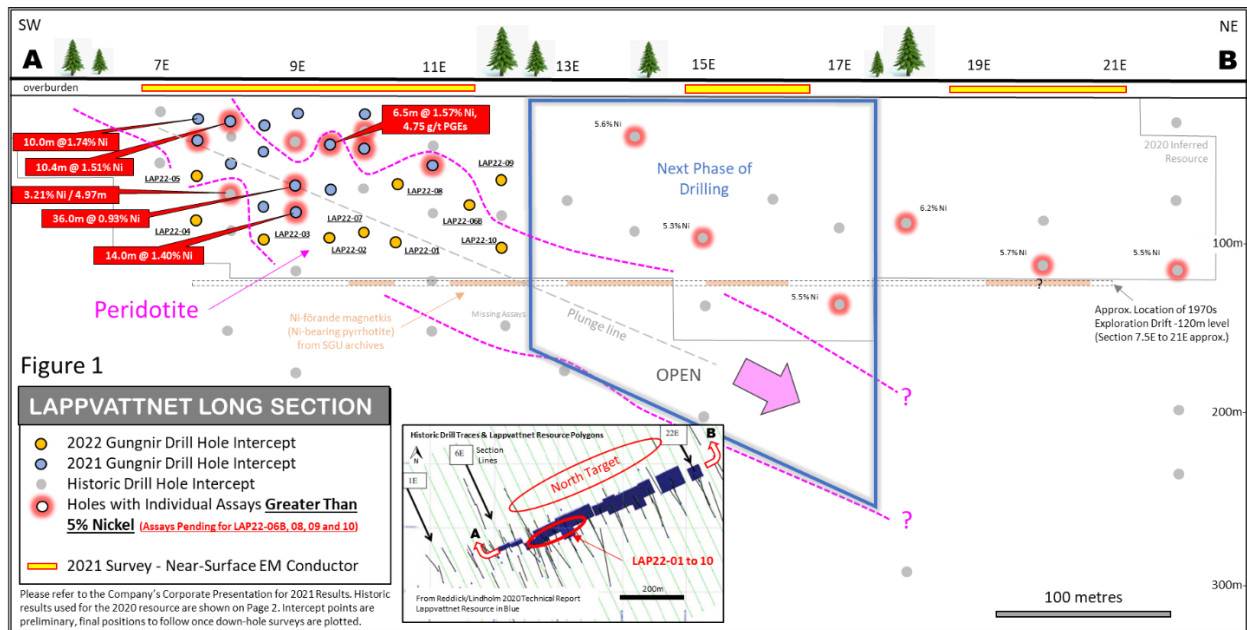 SW
NE
A
7E
9E
11E
13E
15E
17E
19E
21E
B
overburden
10.0m @1.74% Ni
10.4m @ 1.51% Ni
3.21% Ni / 4.97m
36.0m @ 0.93% Ni
14.0m @ 1.40% Ni
6.5m @ 1.57% Ni,
4.75 g/t PGEs
LAP22-05
LAP22-04
LAP22-03
LAP22-07
LAP22-02
LAP22-01
LAP22-08
LAP22-09
LAP22-06B
LAP22-10
5.6% Ni
Next Phase of
Drilling
5.3% Ni
5.5% Ni
6.2% Ni
5.7% Ni
5.5% Ni
2020 Inferred
Resource
100m
200m
300m
Peridotite
Ni-förande magnetkis
(Ni-bearing pyrrhotite)
from SGU archives
Missing Assays
Plunge line
OPEN
?
?
?
Approx. Location of 1970s
Exploration Drift -120m level
(Section 7.5E to 21E approx.)
Figure 1
LAPPVATTNET LONG SECTION
2022 Gungnir Drill Hole Intercept
2021 Gungnir Drill Hole Intercept
Historic Drill Hole Intercept
Holes with Individual Assays Greater Than
5% Nickel (Assays Pending for LAP22-06B, 08, 09 and 10)
2021 Survey - Near-Surface EM Conductor
Please refer to the Company's Corporate Presentation for 2021 Results. Historic
results used for the 2020 resource are shown on Page 2. Intercept points are
preliminary, final positions to follow once down-hole surveys are plotted.
Historic Drill Traces & Lappvattnet Resource Polygons
N
1E
6E
Section
Lines
22E
B
North Target
A
LAP22-01 to 10
From Reddick/Lindholm 2020 Technical Report
Lappvattnet Resource in Blue
200m
100 metres